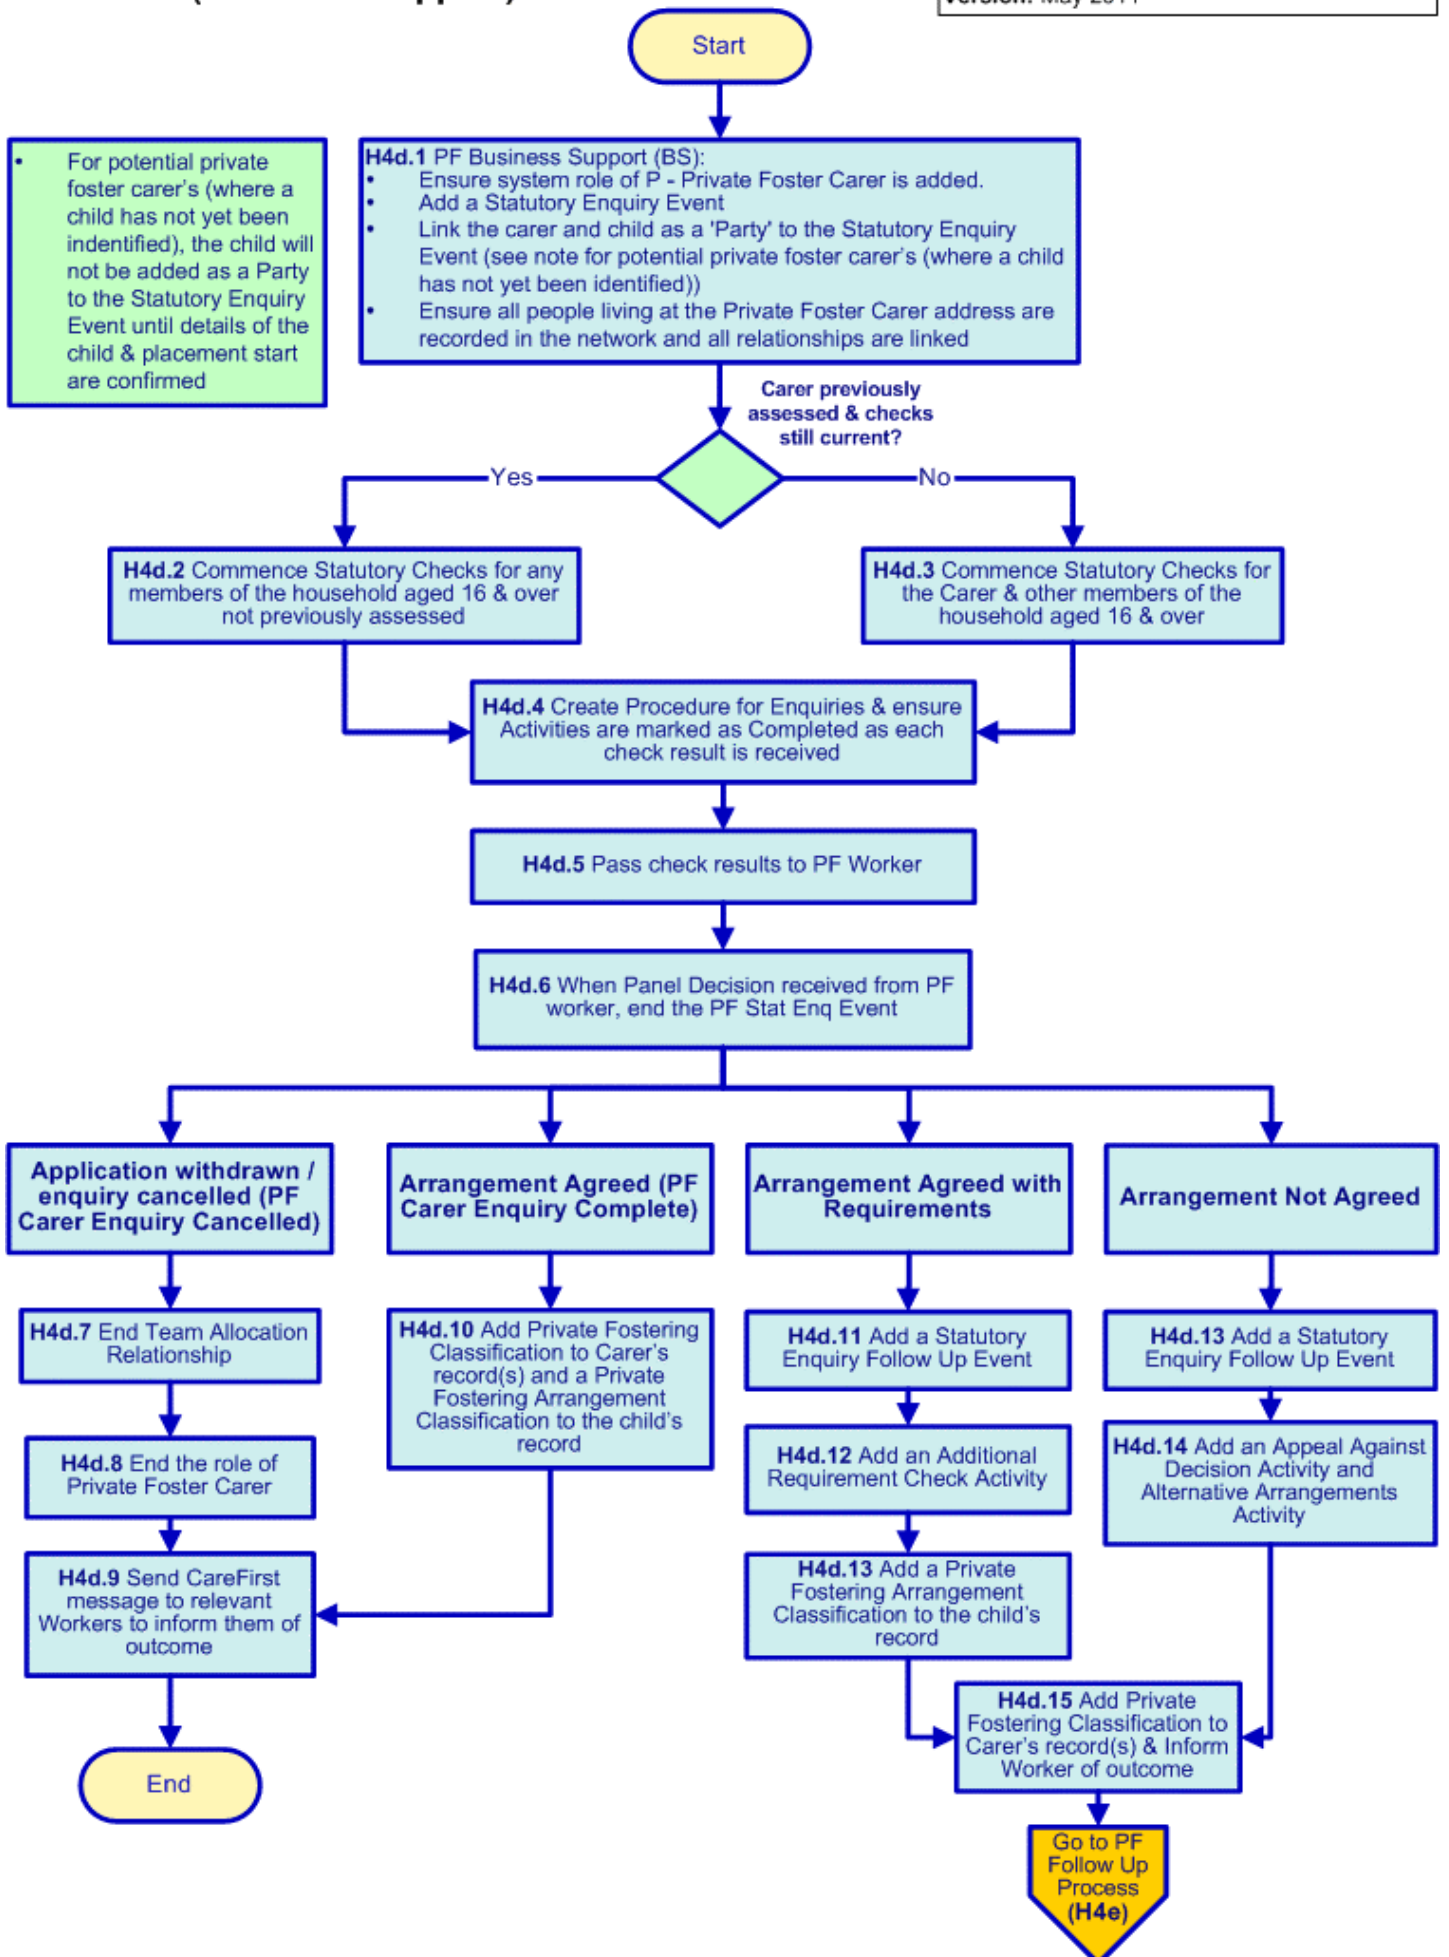 Start
• For potential private
foster carer's (where a
child has not yet been
indentified), the child will
not be added as a Party
to the Statutory Enquiry
Event until details of the
child & placement start
are confirmed
H4d.1 PF Business Support (BS):
• Ensure system role of P - Private Foster Carer is added.
• Add a Statutory Enquiry Event
• Link the carer and child as a 'Party' to the Statutory Enquiry
Event (see note for potential private foster carer's (where a child
has not yet been identified))
• Ensure all people living at the Private Foster Carer address are
recorded in the network and all relationships are linked
Carer previously
assessed & checks
still current?
Yes
No
H4d.2 Commence Statutory Checks for any
members of the household aged 16 & over
not previously assessed
H4d.3 Commence Statutory Checks for
the Carer & other members of the
household aged 16 & over
H4d.4 Create Procedure for Enquiries & ensure
Activities are marked as Completed as each
check result is received
H4d.5 Pass check results to PF Worker
H4d.6 When Panel Decision received from PF
worker, end the PF Stat Enq Event
Application withdrawn /
enquiry cancelled (PF
Carer Enquiry Cancelled)
Arrangement Agreed (PF
Carer Enquiry Complete)
Arrangement Agreed with
Requirements
Arrangement Not Agreed
H4d.7 End Team Allocation
Relationship
H4d.10 Add Private Fostering
Classification to Carer's
record(s) and a Private
Fostering Arrangement
Classification to the child's
record
H4d.11 Add a Statutory
Enquiry Follow Up Event
H4d.13 Add a Statutory
Enquiry Follow Up Event
H4d.8 End the role of
Private Foster Carer
H4d.12 Add an Additional
Requirement Check Activity
H4d.14 Add an Appeal Against
Decision Activity and
Alternative Arrangements
Activity
H4d.9 Send CareFirst
message to relevant
Workers to inform them of
outcome
H4d.13 Add a Private
Fostering Arrangement
Classification to the child's
record
H4d.15 Add Private
Fostering Classification to
Carer's record(s) & Inform
Worker of outcome
End
Go to PF
Follow Up
Process
(H4e)